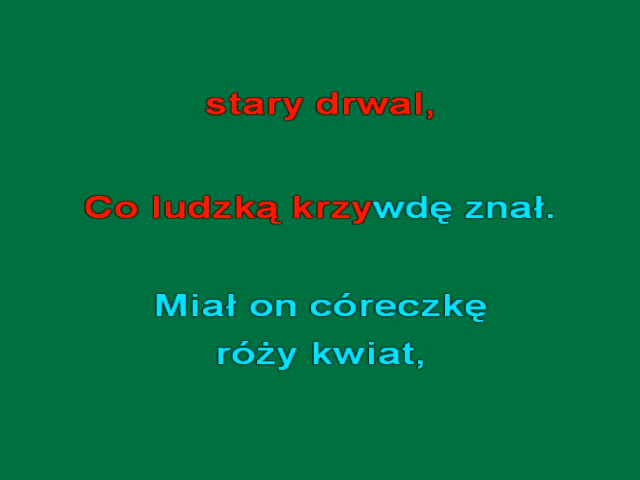 stary drwal,
Co ludzką krzywdę znał.
Miał on córeczkę
róży kwiat,